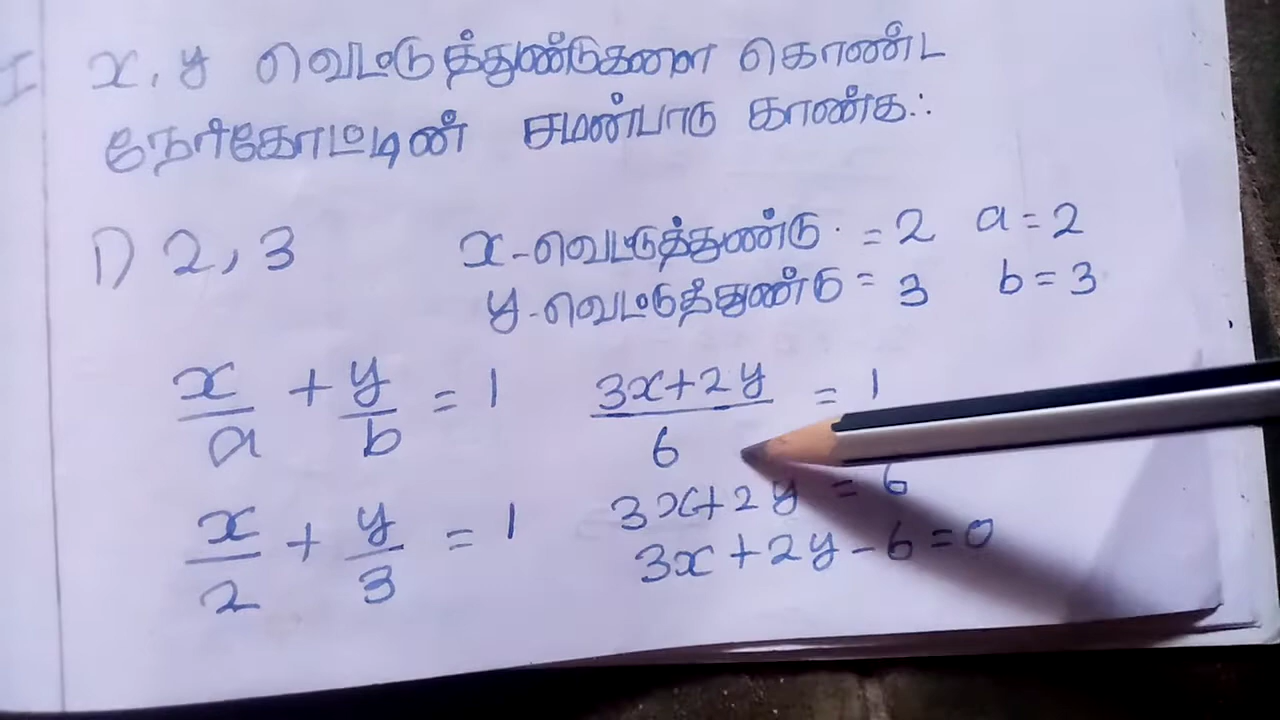 x, y வெட்டுத்துண்டுகளை கொண்ட
நேர்கோட்டின் சமன்பாடு காண்க:.
1) 2, 3
x-வெட்டுத்துண்டு = 2 a = 2
y-வெட்டுத்துண்டு = 3 b = 3
x/a + y/b = 1
x/2 + y/3 = 1
3x+2y/6 = 1
3x+2y = 6
3x+2y-6=0